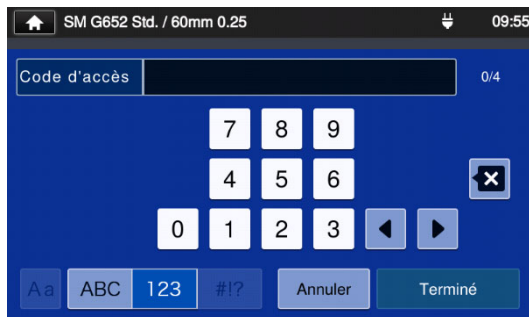 SM G652 Std. / 60mm 0.25 09:55
Code d'accès 0/4
7 8 9
4 5 6
0 1 2 3
Aa ABC 123 #!? Annuler Terminé